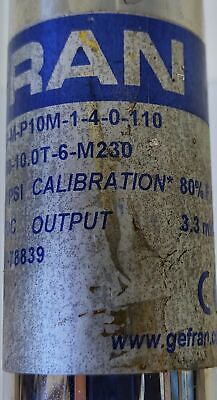 RAN
-M-P10M-1-4-0-110
-10.0T-6-M230
PSI CALIBRATION* 80%
OUTPUT 3.3
78839
C
www.gefran.c